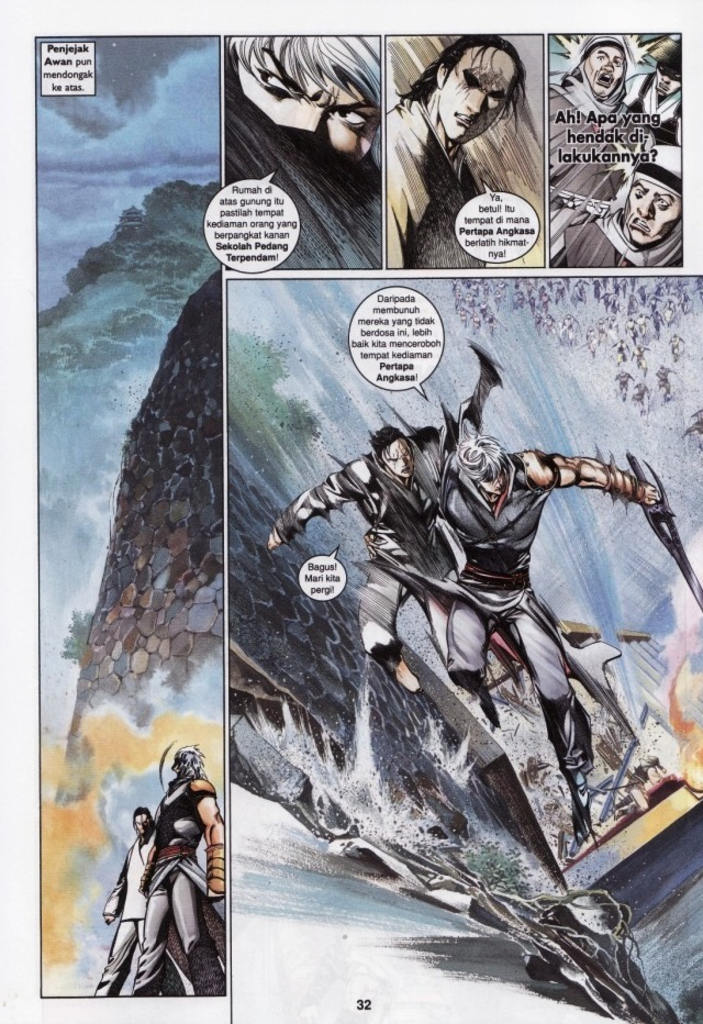 Penjejak
Awan pun
mendongak
ke atas.
Rumah di
atas gunung itu
pastilah tempat
kediaman orang yang
berpangkat kanan
Sekolah Pedang
Terpendam!
Ya,
betul! Itu
tempat di mana
Pertapa Angkasa
berlatih hikmat-
nya!
Ah! Apa yang
hendak di-
lakukannya?
Daripada
membunuh
mereka yang tidak
berdosa ini, lebih
baik kita menceroboh
tempat kediaman
Pertapa
Angkasa!
Bagus!
Mari kita
pergi!
32